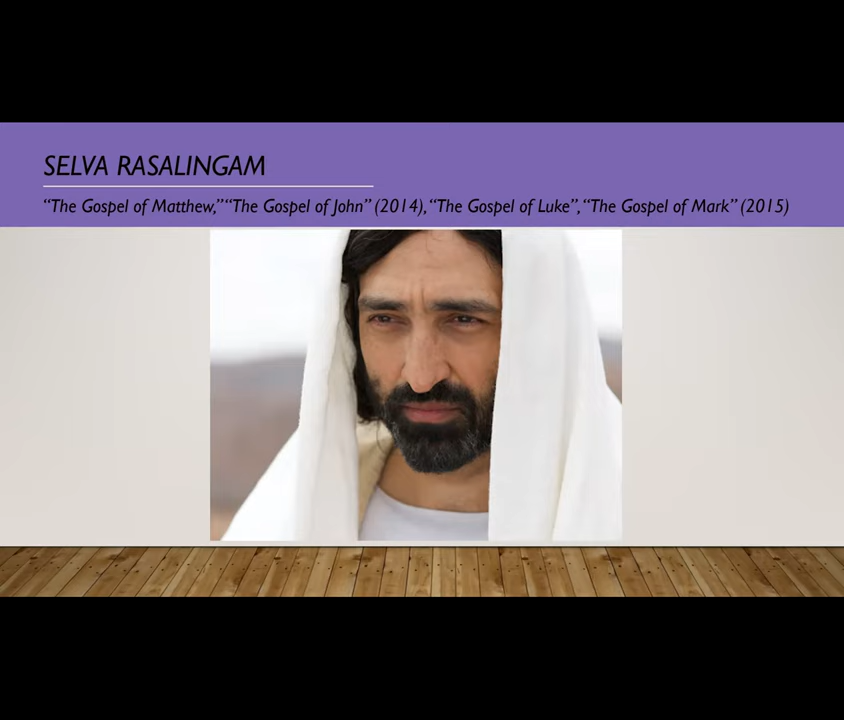 SELVA RASALINGAM
“The Gospel of Matthew,” “The Gospel of John” (2014), “The Gospel of Luke”, “The Gospel of Mark” (2015)